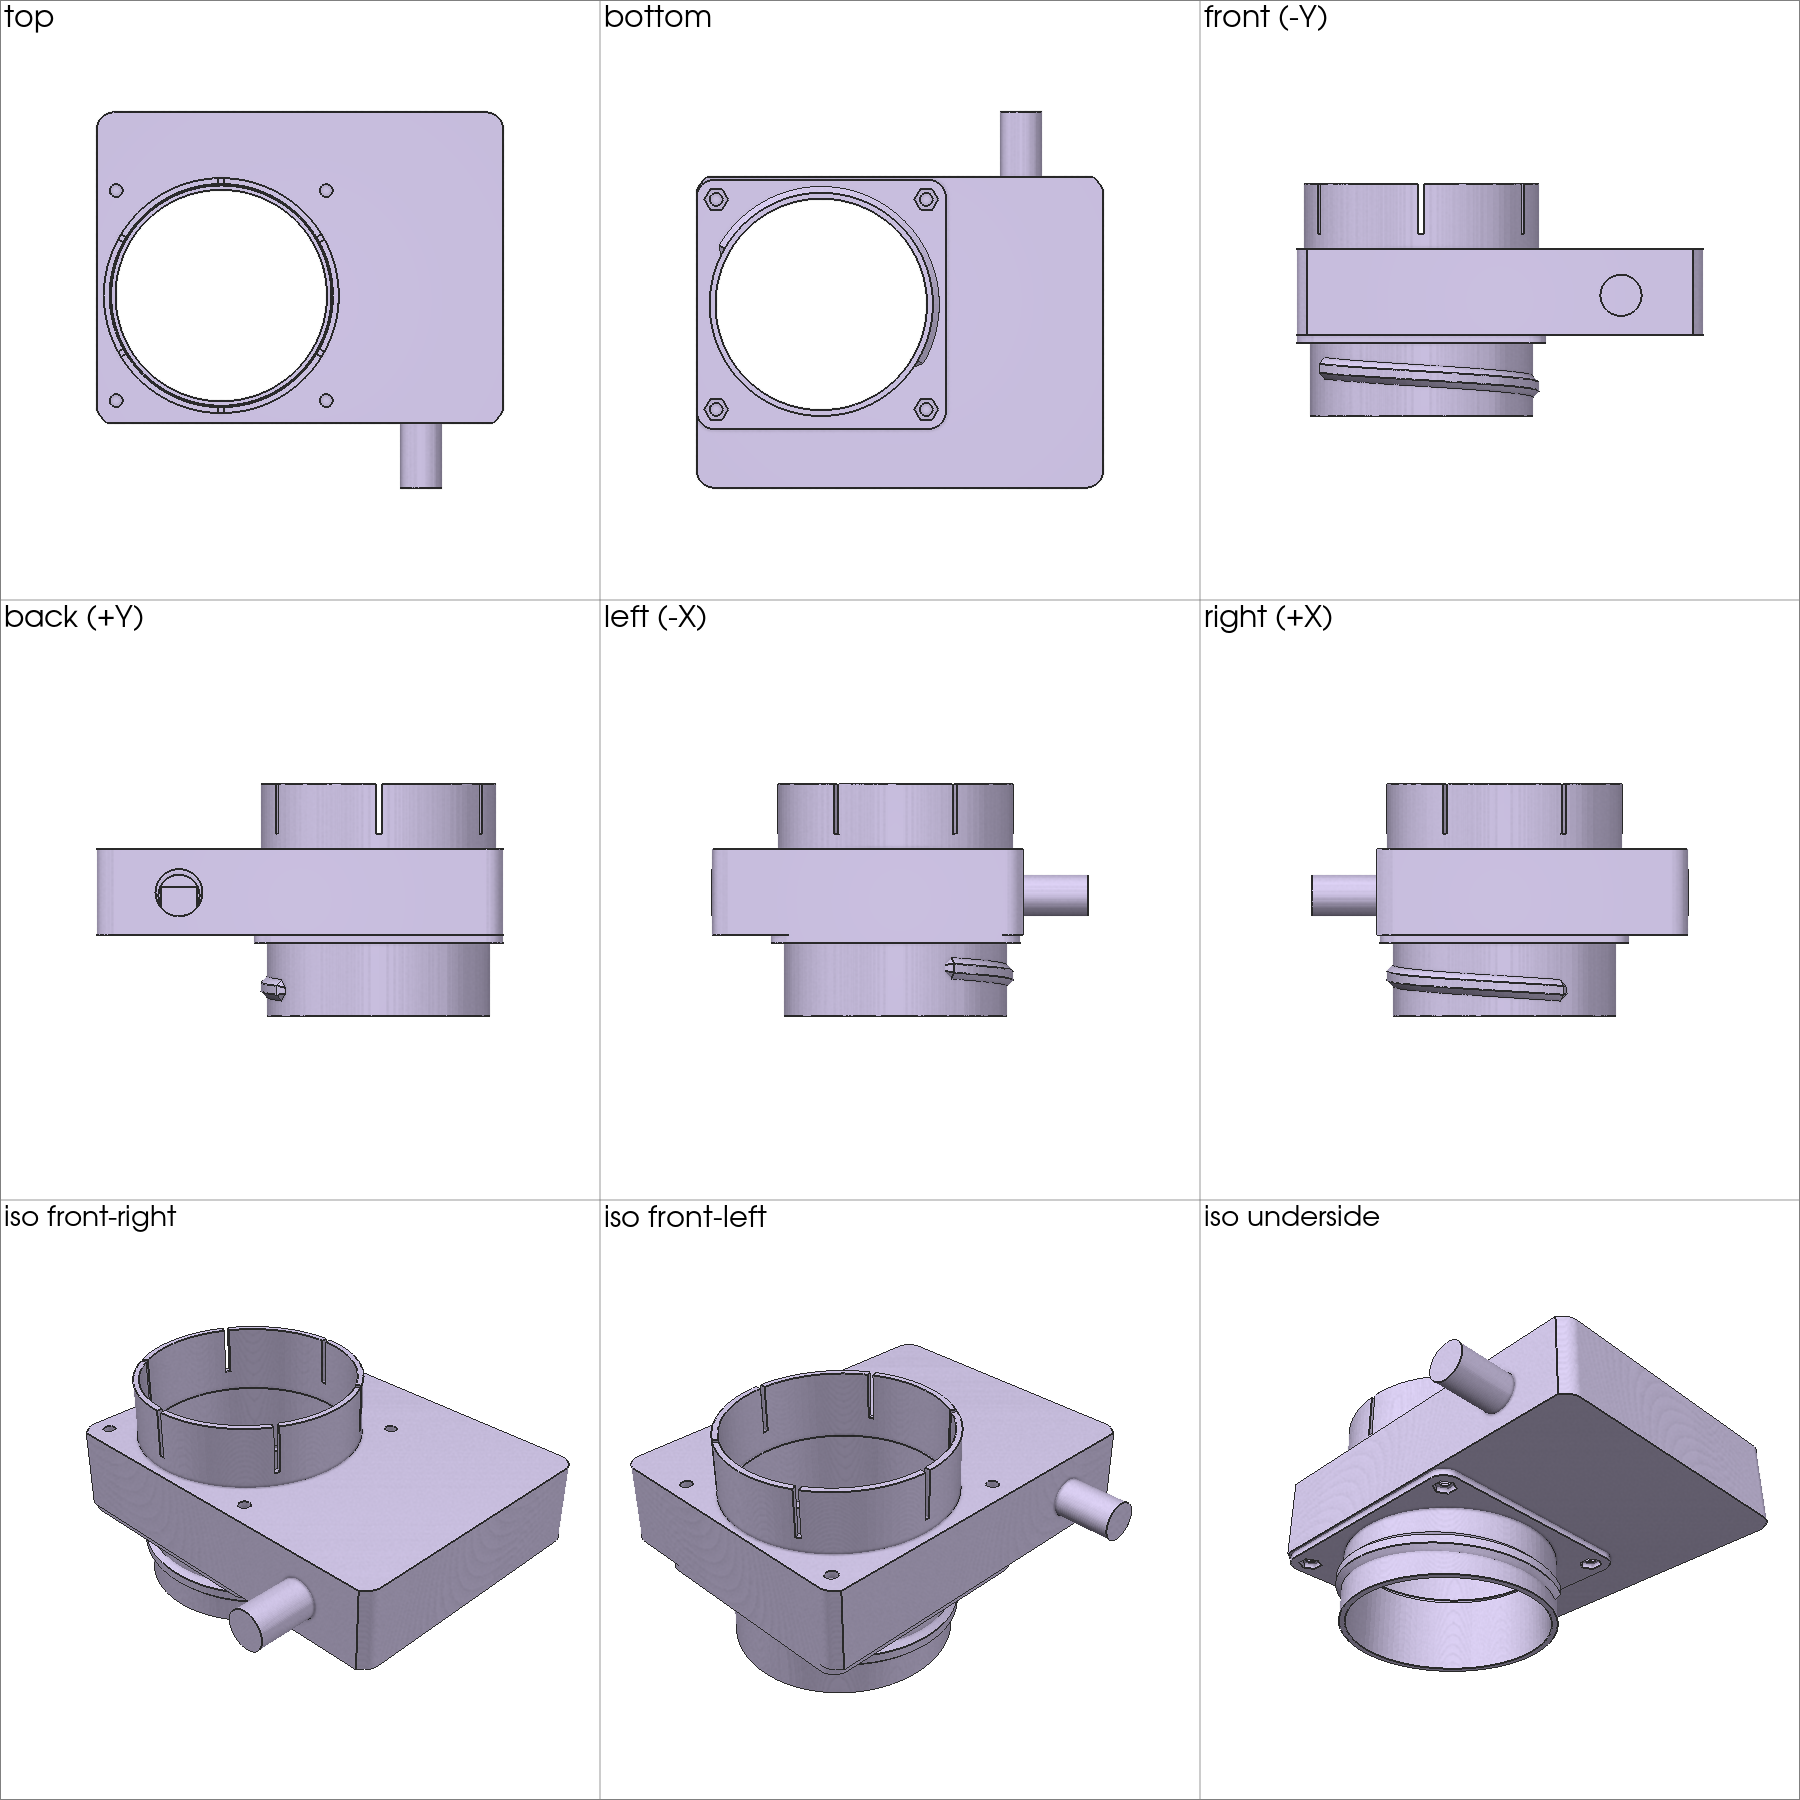 top
bottom
front (-Y)
back (+Y)
left (-X)
right (+X)
iso front-right
iso front-left
iso underside